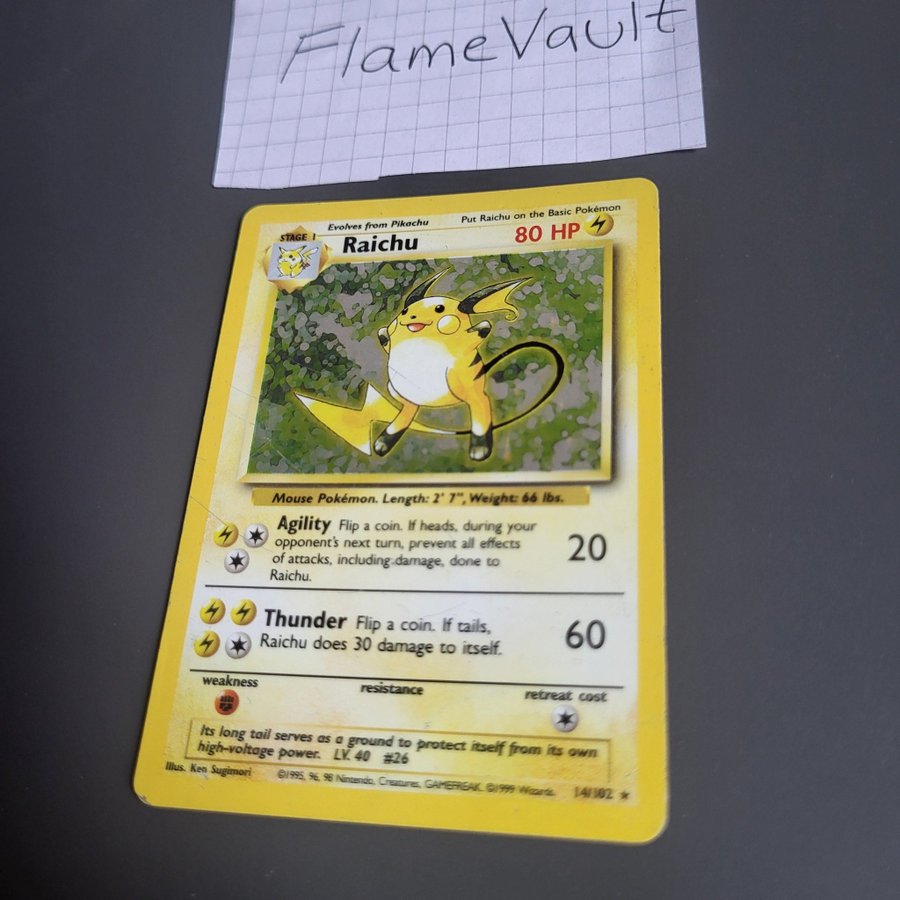 FlameVault
Evolves from Pikachu
Put Raichu on the Basic Pokémon
STAGE 1
Raichu
80 HP
Mouse Pokémon. Length: 2' 7", Weight: 66 lbs.
Agility Flip a coin. If heads, during your
opponent's next turn, prevent all effects
of attacks, including damage, done to
Raichu.
20
Thunder Flip a coin. If tails,
Raichu does 30 damage to itself.
60
weakness
resistance
retreat cost
Its long tail serves as a ground to protect itself from its own
high-voltage power. LV. 40 #26
Illus. Ken Sugimori
©1995, 96, 98 Nintendo, Creatures, GAMEFREAK. ©1999 Wizards.
14/102